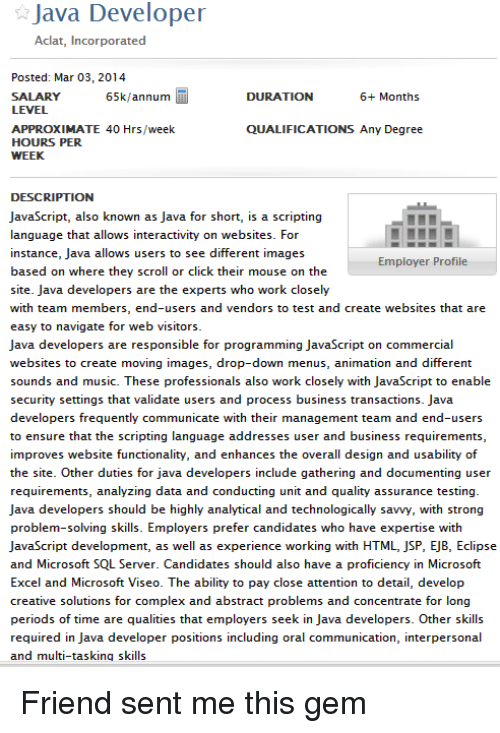 Java Developer
Aclat, Incorporated
Posted: Mar 03, 2014
SALARY LEVEL 65k/annum DURATION 6+ Months
APPROXIMATE HOURS PER WEEK 40 Hrs/week QUALIFICATIONS Any Degree
DESCRIPTION
JavaScript, also known as Java for short, is a scripting
language that allows interactivity on websites. For
instance, Java allows users to see different images
based on where they scroll or click their mouse on the
Employer Profile
site. Java developers are the experts who work closely
with team members, end-users and vendors to test and create websites that are
easy to navigate for web visitors.
Java developers are responsible for programming JavaScript on commercial
websites to create moving images, drop-down menus, animation and different
sounds and music. These professionals also work closely with JavaScript to enable
security settings that validate users and process business transactions. Java
developers frequently communicate with their management team and end-users
to ensure that the scripting language addresses user and business requirements,
improves website functionality, and enhances the overall design and usability of
the site. Other duties for java developers include gathering and documenting user
requirements, analyzing data and conducting unit and quality assurance testing.
Java developers should be highly analytical and technologically savvy, with strong
problem-solving skills. Employers prefer candidates who have expertise with
JavaScript development, as well as experience working with HTML, JSP, EJB, Eclipse
and Microsoft SQL Server. Candidates should also have a proficiency in Microsoft
Excel and Microsoft Viseo. The ability to pay close attention to detail, develop
creative solutions for complex and abstract problems and concentrate for long
periods of time are qualities that employers seek in Java developers. Other skills
required in Java developer positions including oral communication, interpersonal
and multi-tasking skills
Friend sent me this gem